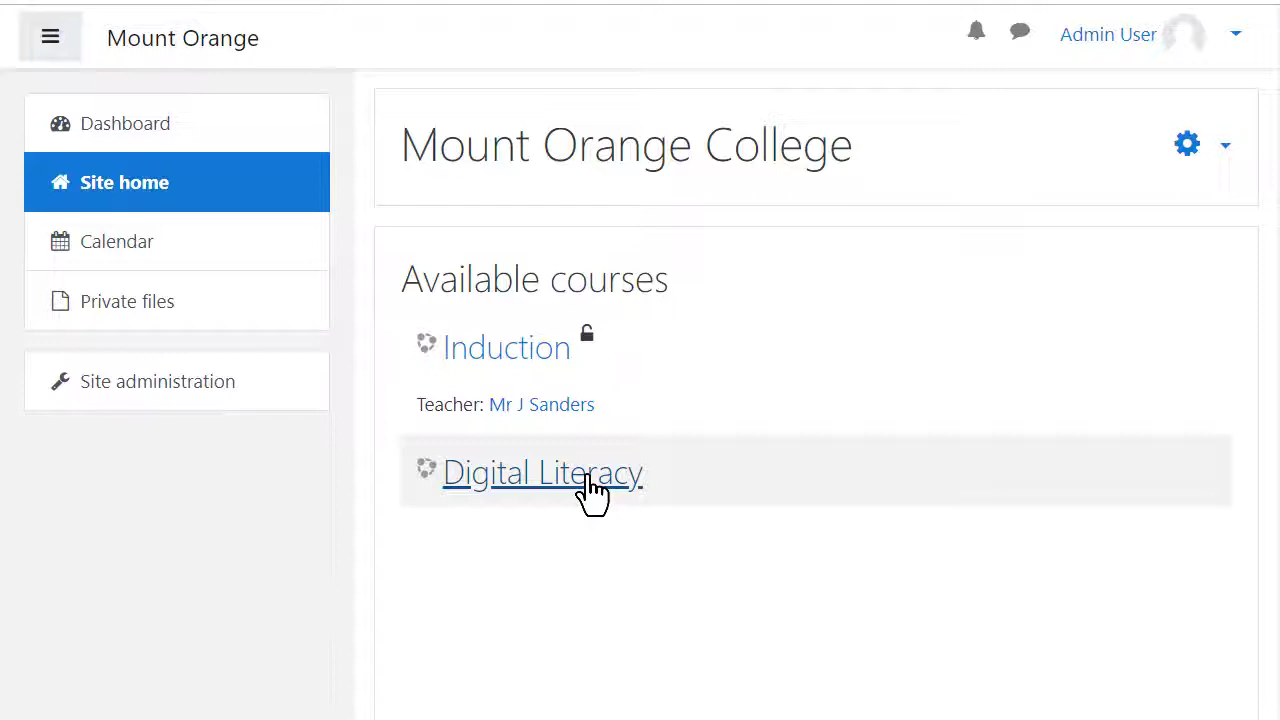 Mount Orange
Admin User
Dashboard
Site home
Calendar
Private files
Site administration
Mount Orange College
Available courses
Induction
Teacher: Mr J Sanders
Digital Literacy